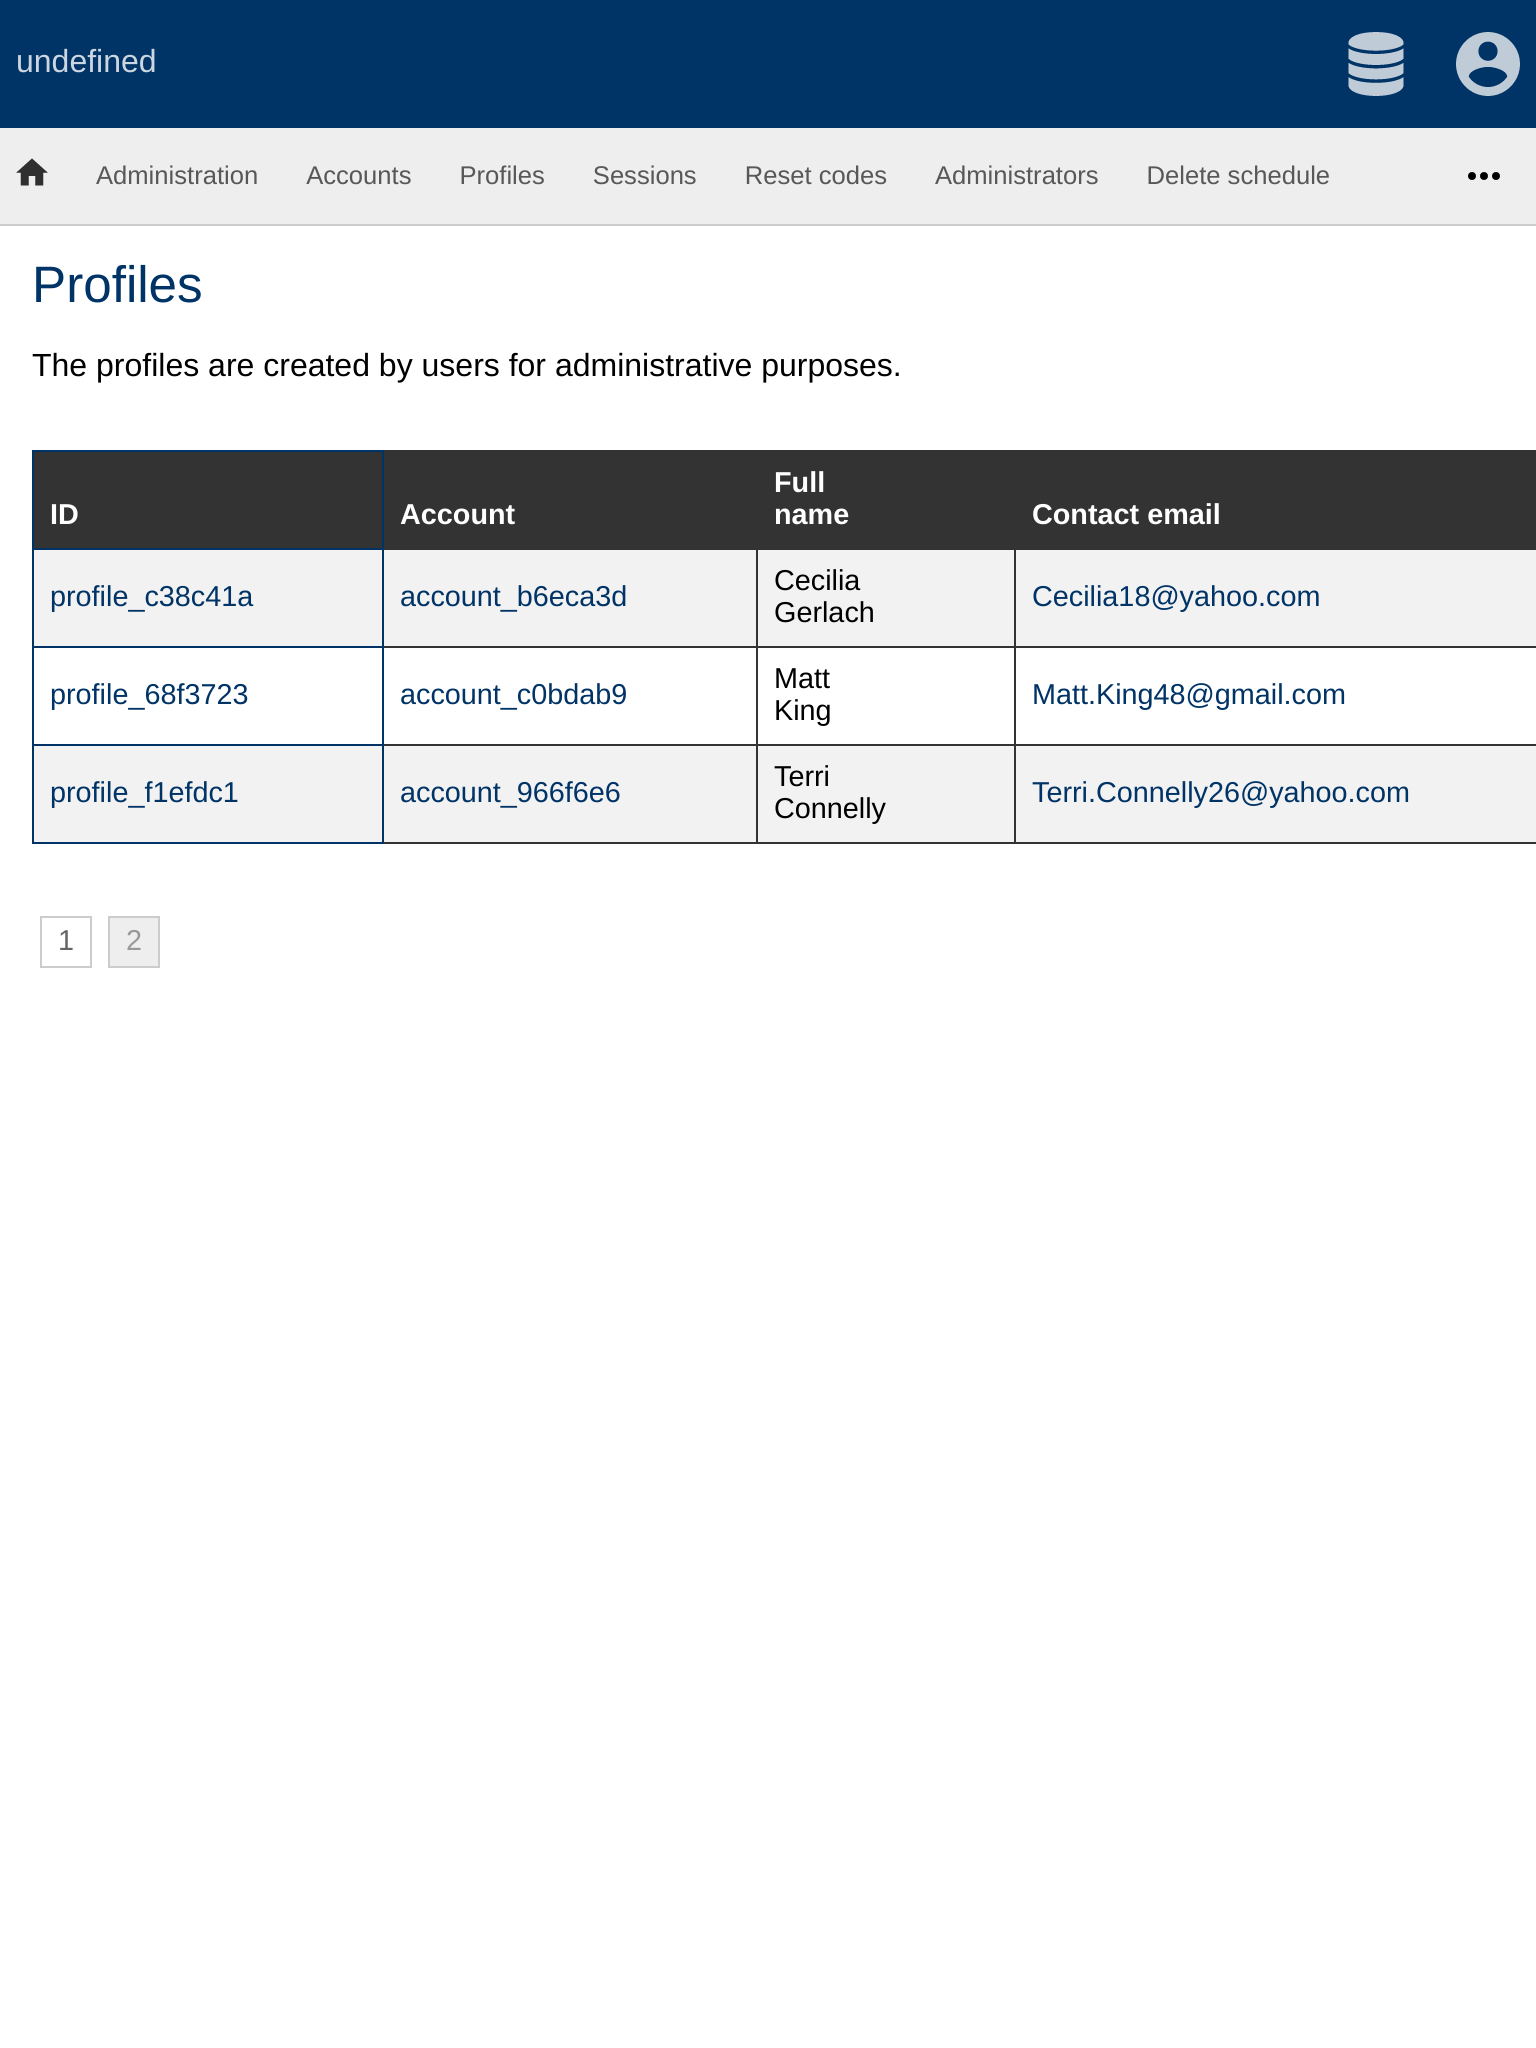 undefined
Administration Accounts Profiles Sessions Reset codes Administrators Delete schedule
Profiles
The profiles are created by users for administrative purposes.
ID Account Full name Contact email
profile_c38c41a account_b6eca3d Cecilia Gerlach Cecilia18@yahoo.com
profile_68f3723 account_c0bdab9 Matt King Matt.King48@gmail.com
profile_f1efdc1 account_966f6e6 Terri Connelly Terri.Connelly26@yahoo.com
1 2